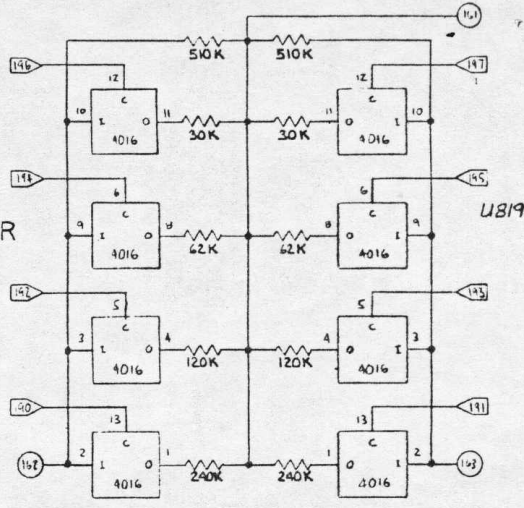 161
510K 510K
196 12 12 197
C C
10 I O 11 11 O I 10
4016 30K 30K 4016
194 6 6 195
C C
U819
R 9 I O 8 8 O I 9
4016 62K 62K 4016
192 5 5 193
C C
3 I O 4 4 O I 3
4016 120K 120K 4016
190 13 13 191
C C
162 2 I O 1 1 O I 2 163
4016 240K 240K 4016